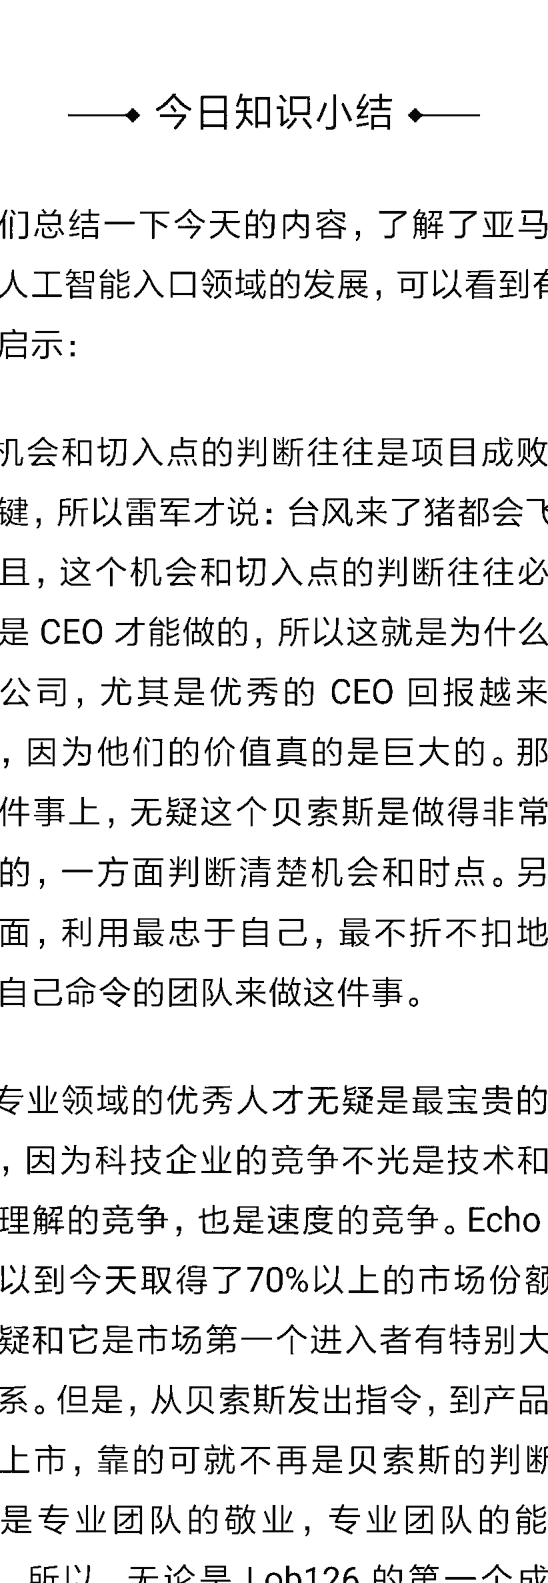 今日知识小结
们总结一下今天的内容，了解了亚马
人工智能入口领域的发展，可以看到有
启示：
机会和切入点的判断往往是项目成败
键，所以雷军才说：台风来了猪都会飞
且，这个机会和切入点的判断往往必
是 CEO 才能做的，所以这就是为什么
公司，尤其是优秀的 CEO 回报越来
，因为他们的价值真的是巨大的。那
件事上，无疑这个贝索斯是做得非常
的，一方面判断清楚机会和时点。另
面，利用最忠于自己，最不折不扣地
自己命令的团队来做这件事。
专业领域的优秀人才无疑是最宝贵的
，因为科技企业的竞争不光是技术和
理解的竞争，也是速度的竞争。Echo
以到今天取得了70%以上的市场份额
疑和它是市场第一个进入者有特别大
系。但是，从贝索斯发出指令，到产品
上市，靠的可就不再是贝索斯的判断
是专业团队的敬业，专业团队的能
所以，无论是 Lab126 的第一个成